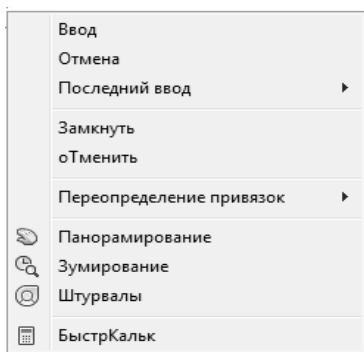 Ввод
Отмена
Последний ввод
Замкнуть
оТменить
Переопределение привязок
Панорамирование
Зумирование
Штурвалы
БыстрКальк